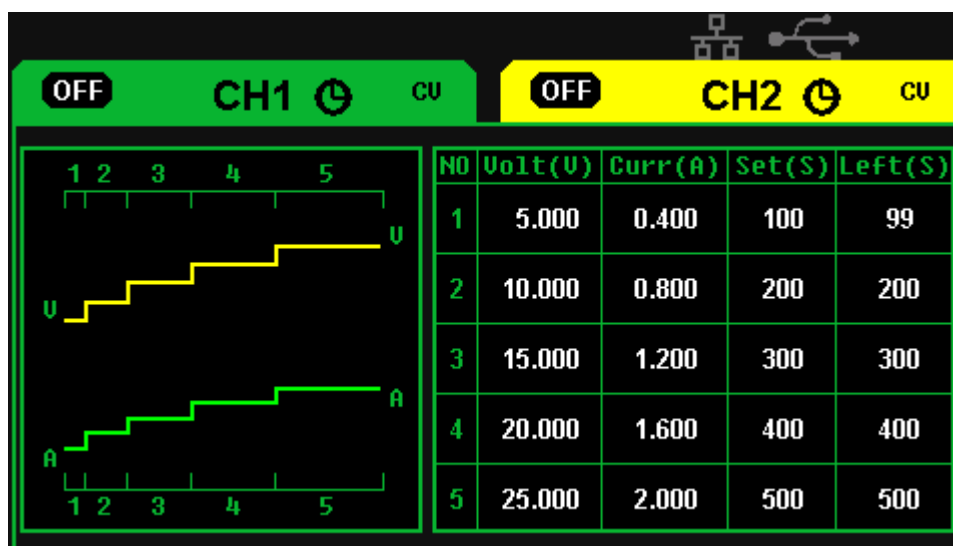 OFF CH1 CV OFF CH2 CV
1 2 3 4 5
V
V
A
A
1 2 3 4 5
NO Volt(V) Curr(A) Set(S) Left(S)
1 5.000 0.400 100 99
2 10.000 0.800 200 200
3 15.000 1.200 300 300
4 20.000 1.600 400 400
5 25.000 2.000 500 500